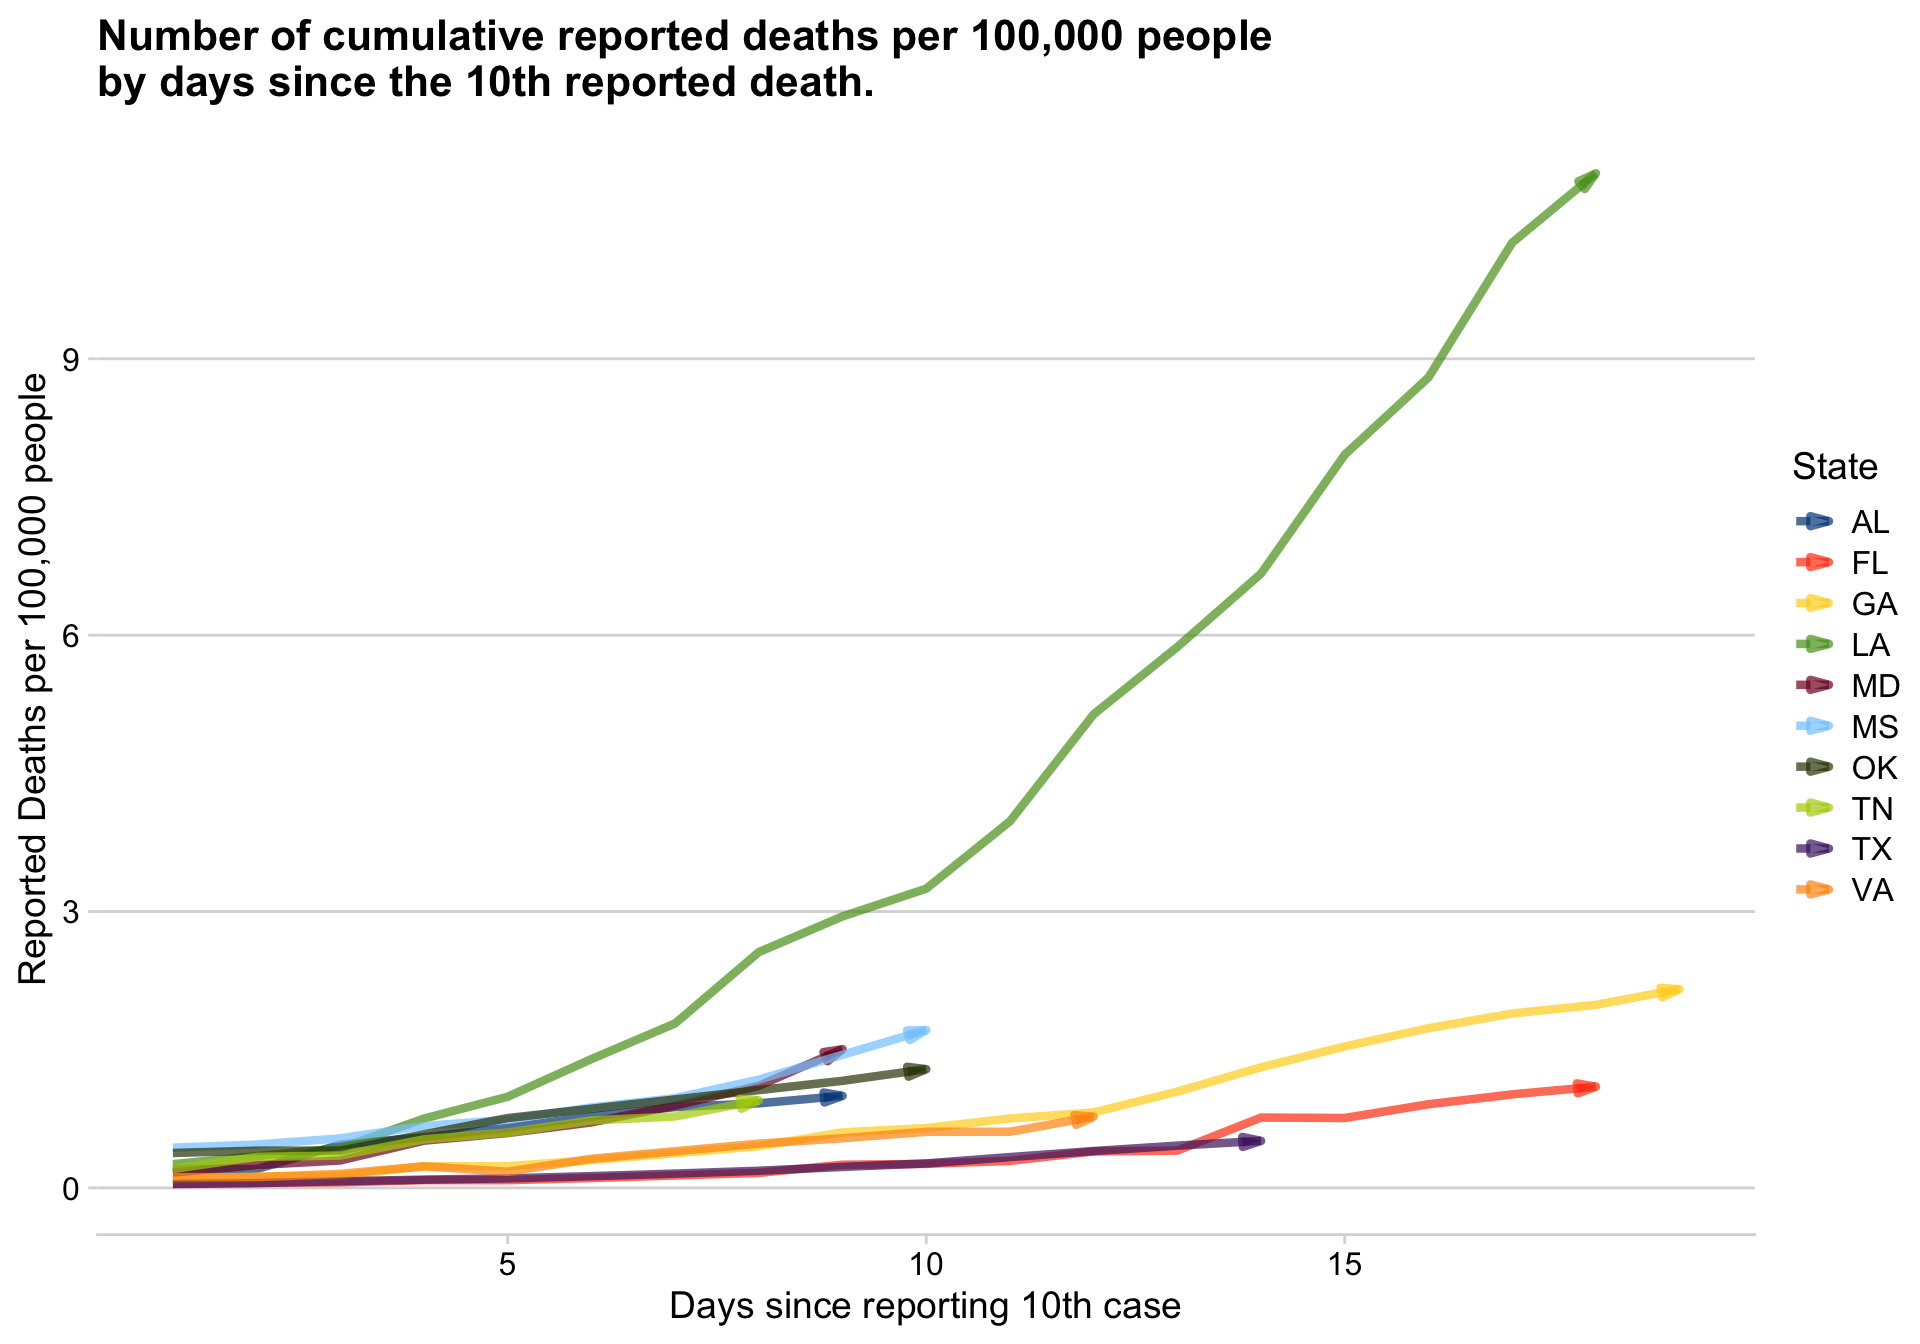 Number of cumulative reported deaths per 100,000 people
by days since the 10th reported death.
Reported Deaths per 100,000 people
9
6
3
0
5
10
15
Days since reporting 10th case
State
AL
FL
GA
LA
MD
MS
OK
TN
TX
VA